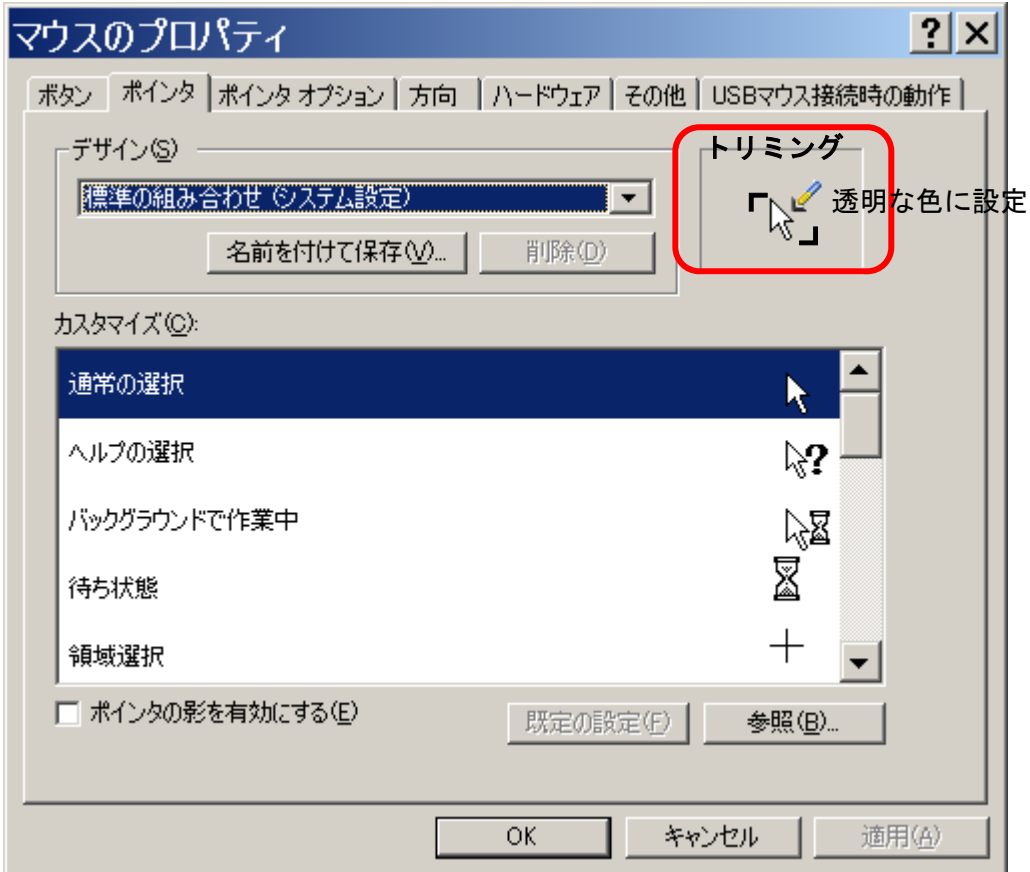 マウスのプロパティ
ボタン ポインタ ポインタ オプション 方向 ハードウェア その他 USBマウス接続時の動作
デザイン(S)
標準の組み合わせ (システム設定)
名前を付けて保存(V)... 削除(D)
トリミング
透明な色に設定
カスタマイズ(C):
通常の選択
ヘルプの選択
バックグラウンドで作業中
待ち状態
領域選択
ポインタの影を有効にする(E)
既定の設定(F) 参照(B)...
OK キャンセル 適用(A)